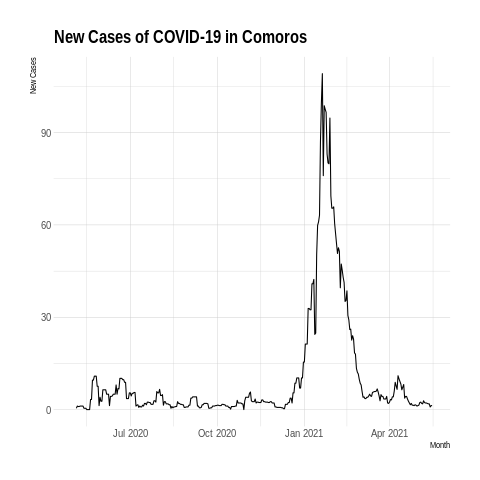 New Cases of COVID-19 in Comoros
New Cases
90
60
30
0
Jul 2020
Oct 2020
Jan 2021
Apr 2021
Month